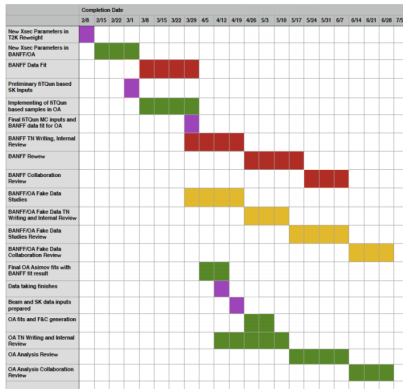 Completion Date
2/8 2/15 2/22 3/1 3/8 3/15 3/22 3/29 4/5 4/12 4/19 4/26 5/3 5/10 5/17 5/24 5/31 6/7 6/14 6/21 6/28 7/5
New Xsec Parameters in
T2K Reweight
New Xsec Parameters in
BANFF/OA
BANFF Data Fit
Preliminary fiTQun based
SK Inputs
Implementing of fiTQun
based samples in OA
Final fiTQun MC inputs and
BANFF data fit for OA
BANFF TN Writing, Internal
Review
BANFF Review
BANFF Collaboration
Review
BANFF/OA Fake Data
Studies
BANFF/OA Fake Data TN
Writing and Internal Review
BANFF/OA Fake Data
Studies Review
BANFF/OA Fake Data
Collaboration Review
Final OA Asimov fits with
BANFF fit result
Data taking finishes
Beam and SK data inputs
prepared
OA fits and F&C generation
OA TN Writing and Internal
Review
OA Analysis Review
OA Analysis Collaboration
Review